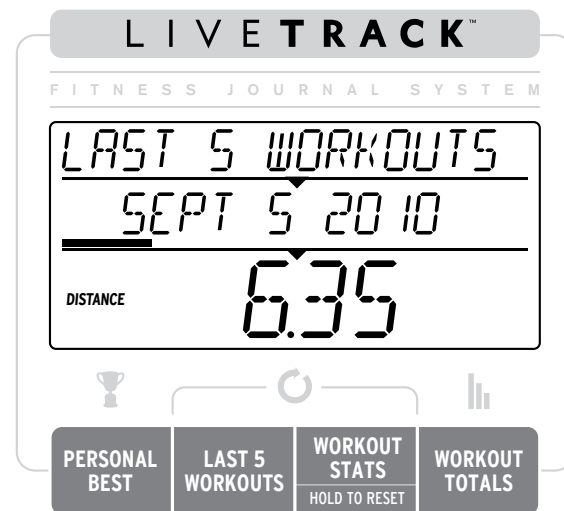 LIVETRACK™
FITNESS JOURNAL SYSTEM
LAST 5 WORKOUTS
SEPT 5 2010
DISTANCE 6.35
PERSONAL BEST
LAST 5 WORKOUTS
WORKOUT STATS
HOLD TO RESET
WORKOUT TOTALS